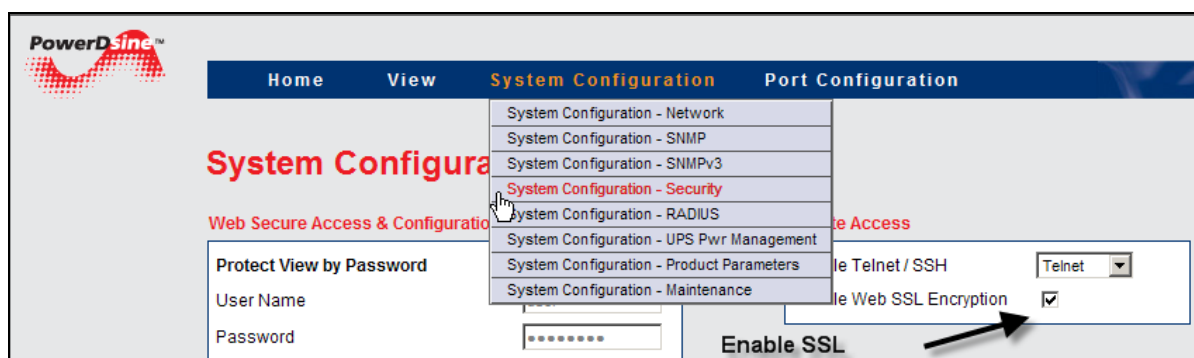 PowerDsine™
Home View System Configuration Port Configuration
System Configuration - Network
System Configuration - SNMP
System Configuration - SNMPv3
System Configuration - Security
System Configuration - RADIUS
System Configuration - UPS Pwr Management
System Configuration - Product Parameters
System Configuration - Maintenance
System Configura
Web Secure Access & Configuratio
te Access
Protect View by Password
le Telnet / SSH Telnet
User Name
le Web SSL Encryption
Password ••••••••
Enable SSL